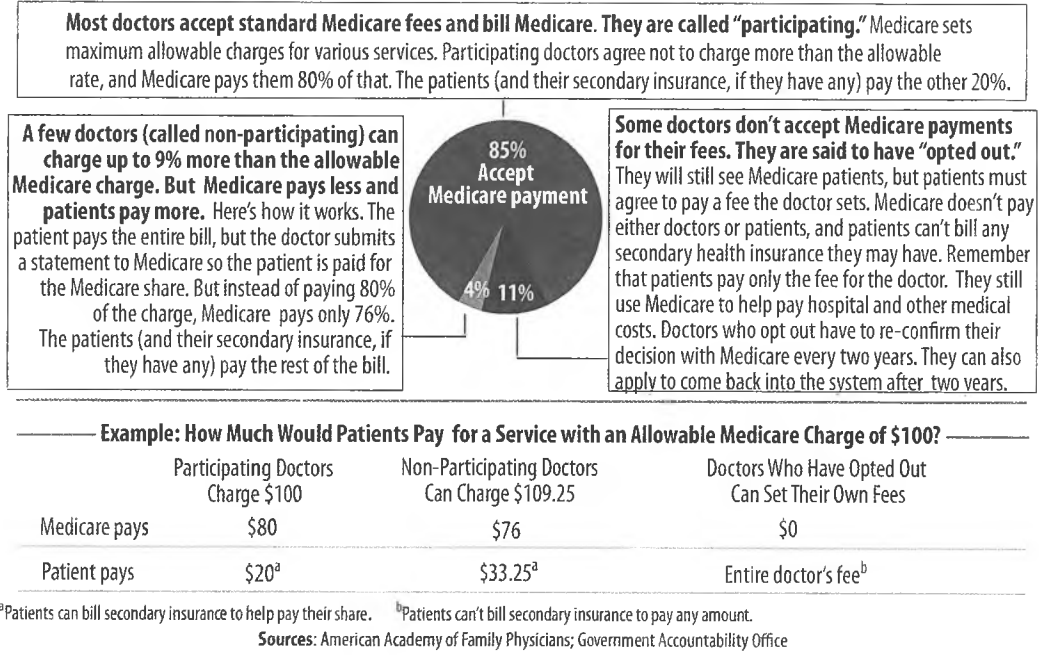 Most doctors accept standard Medicare fees and bill Medicare. They are called “participating.” Medicare sets
maximum allowable charges for various services. Participating doctors agree not to charge more than the allowable
rate, and Medicare pays them 80% of that. The patients (and their secondary insurance, if they have any) pay the other 20%.
A few doctors (called non-participating) can
charge up to 9% more than the allowable
Medicare charge. But Medicare pays less and
patients pay more. Here’s how it works. The
patient pays the entire bill, but the doctor submits
a statement to Medicare so the patient is paid for
the Medicare share. But instead of paying 80%
of the charge, Medicare pays only 76%.
The patients (and their secondary insurance, if
they have any) pay the rest of the bill.
85%
Accept
Medicare payment
4%
11%
Some doctors don’t accept Medicare payments
for their fees. They are said to have “opted out.”
They will still see Medicare patients, but patients must
agree to pay a fee the doctor sets. Medicare doesn’t pay
either doctors or patients, and patients can’t bill any
secondary health insurance they may have. Remember
that patients pay only the fee for the doctor. They still
use Medicare to help pay hospital and other medical
costs. Doctors who opt out have to re-confirm their
decision with Medicare every two years. They can also
apply to come back into the system after two years.
Example: How Much Would Patients Pay for a Service with an Allowable Medicare Charge of $100?
Participating Doctors
Charge $100
Non-Participating Doctors
Can Charge $109.25
Doctors Who Have Opted Out
Can Set Their Own Fees
Medicare pays $80 $76 $0
Patient pays $20a $33.25a Entire doctor’s feeb
aPatients can bill secondary insurance to help pay their share. bPatients can’t bill secondary insurance to pay any amount.
Sources: American Academy of Family Physicians; Government Accountability Office